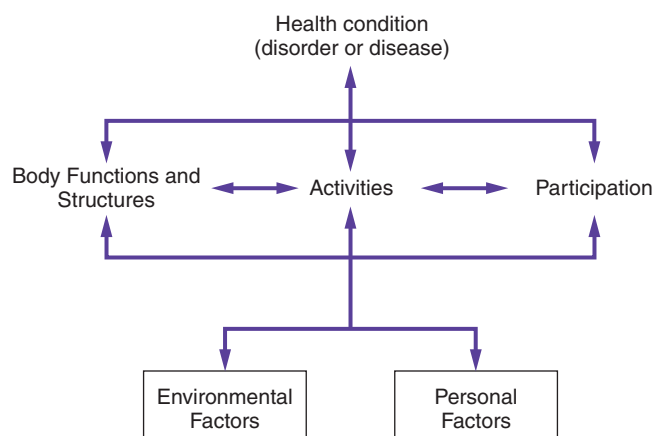 Health condition
(disorder or disease)
Body Functions and
Structures
Activities
Participation
Environmental
Factors
Personal
Factors